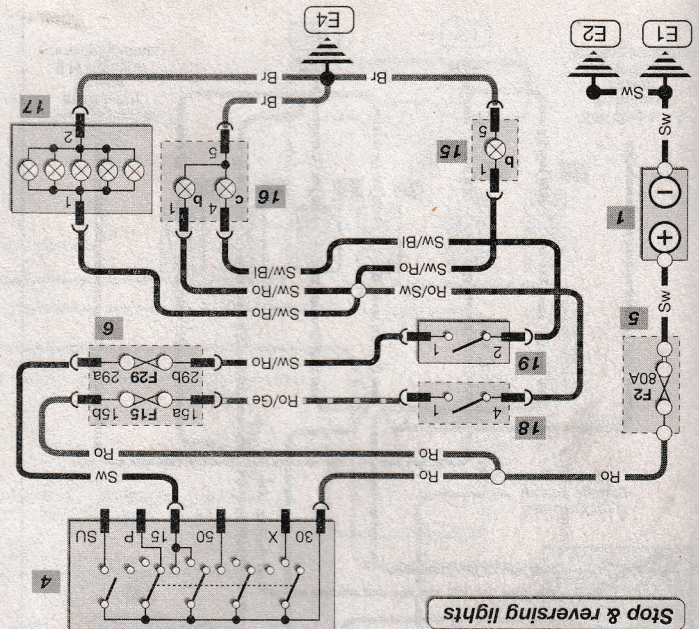 Stop & reversing lights
4
30 X 50 15 P SU
Ro Ro Sw
Ro
18 4 1 Ro/Ge 15a F15 15b
F2
80A
19 2 1 Sw/Ro 29b F29 29a
5 6
Sw Sw/Ro
Ro/Sw Sw/Ro
Sw/Ro Sw/Bl
Sw/Bl
+
1
−
4 1 1
c b 16
1
b 15
5 5 2
17
Sw
Br
Br Br
Sw
E1 E2 E4